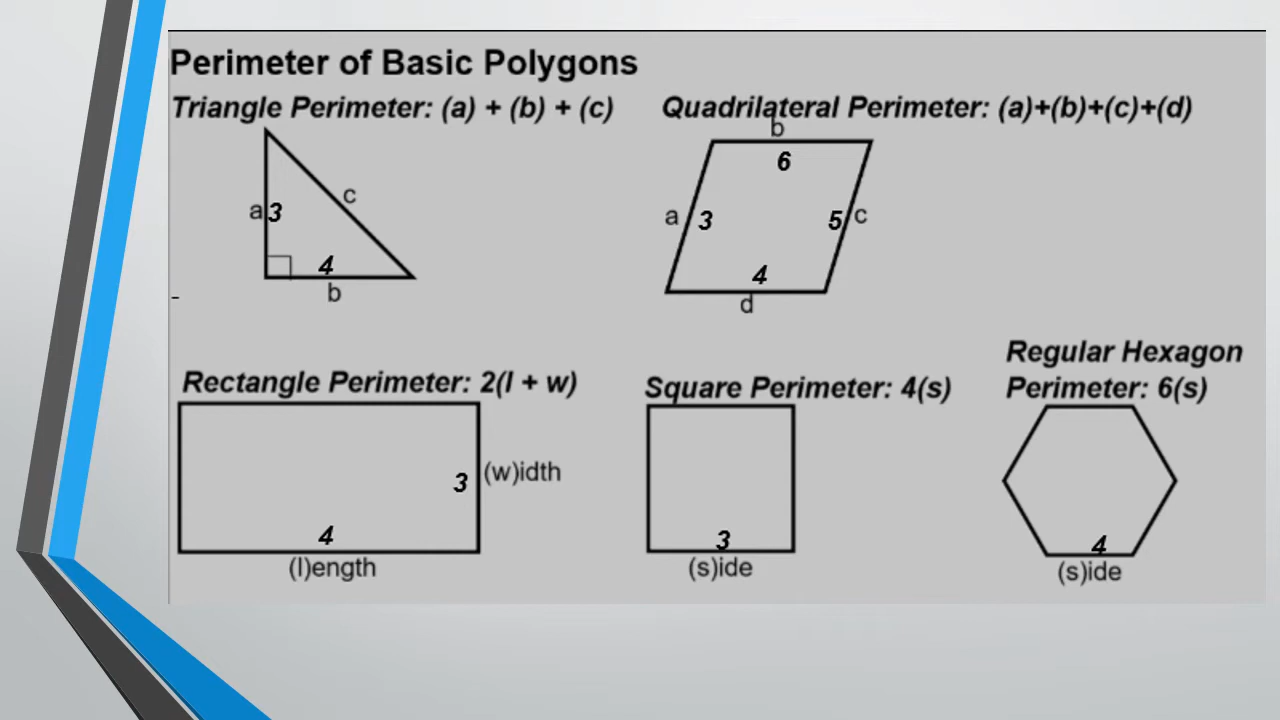 Perimeter of Basic Polygons
Triangle Perimeter: (a) + (b) + (c)
a 3
c
4
b
-
Quadrilateral Perimeter: (a)+(b)+(c)+(d)
b
6
a 3
5 c
4
d
Rectangle Perimeter: 2(l + w)
3 (w)idth
4
(l)ength
Square Perimeter: 4(s)
3
(s)ide
Regular Hexagon
Perimeter: 6(s)
4
(s)ide